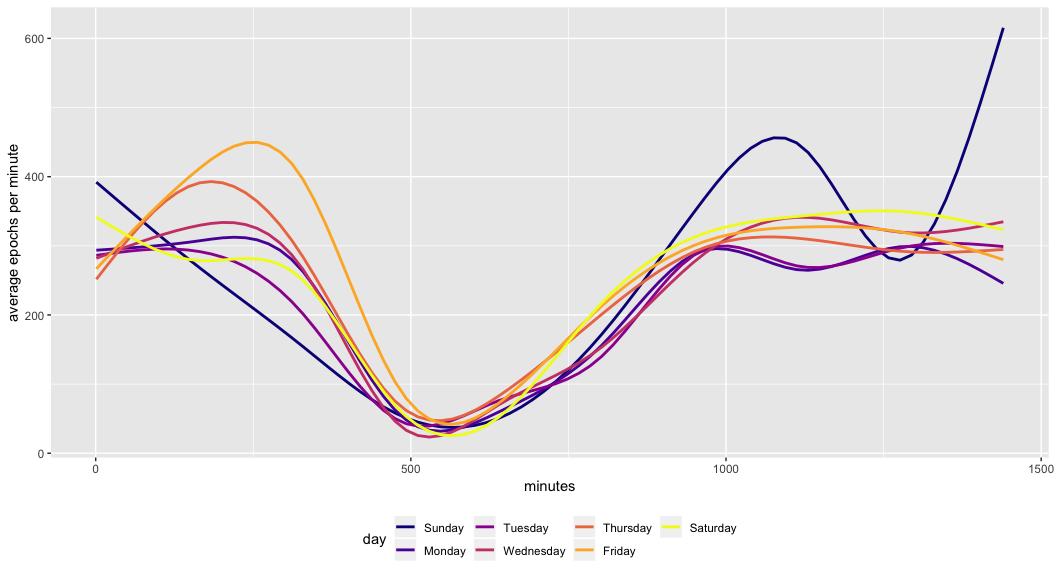 average epochs per minute
600
400
200
0
0 500 1000 1500
minutes
day
Sunday Tuesday Thursday Saturday
Monday Wednesday Friday